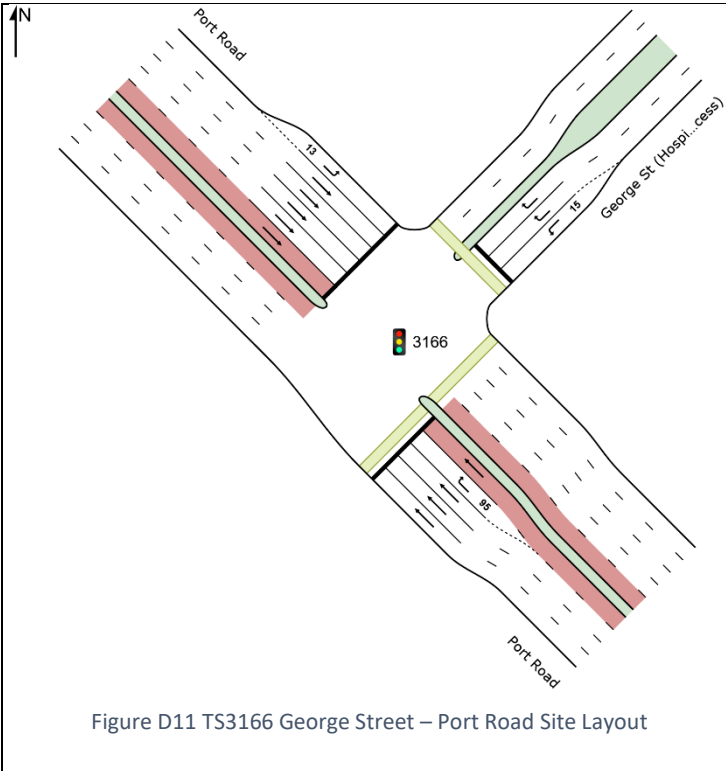 N
Port Road
13
15
George St (Hospi..cess)
3166
95
Port Road
Figure D11 TS3166 George Street – Port Road Site Layout